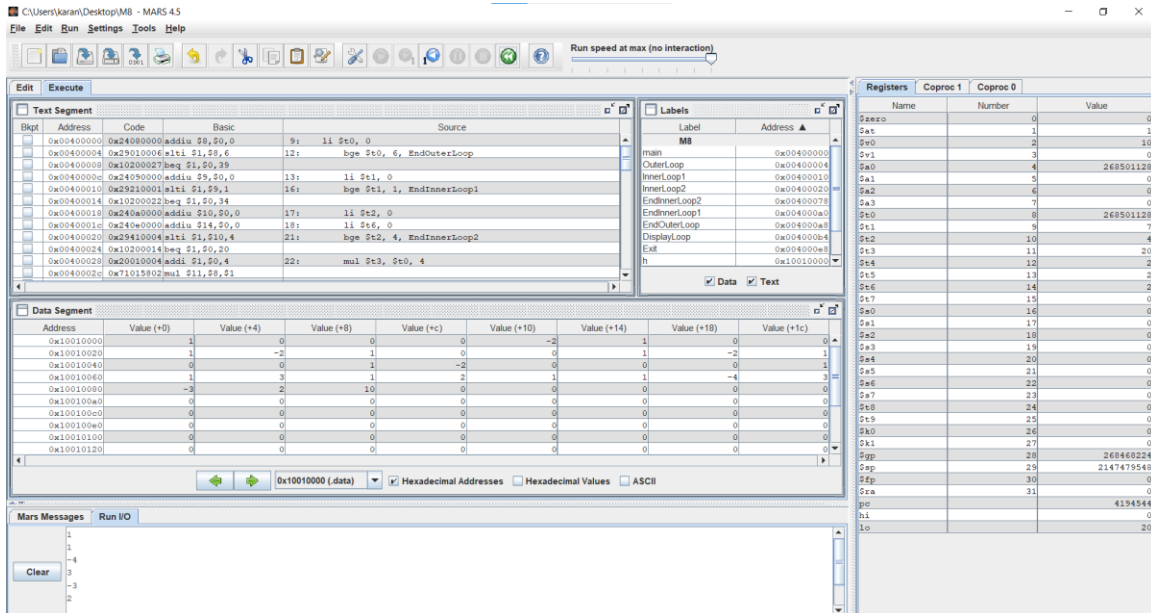 C:\Users\karan\Desktop\M8 - MARS 4.5
File Edit Run Settings Tools Help
Run speed at max (no interaction)
Edit Execute
Text Segment
Bkpt Address Code Basic Source
0x00400000 0x24080000 addiu $8,$0,0 9: li $t0, 0
0x00400004 0x29010006 slti $1,$8,6 12: bge $t0, 6, EndOuterLoop
0x00400008 0x10200027 beq $1,$0,39
0x0040000c 0x24090000 addiu $9,$0,0 13: li $t1, 0
0x00400010 0x29210001 slti $1,$9,1 16: bge $t1, 1, EndInnerLoop1
0x00400014 0x10200022 beq $1,$0,34
0x00400018 0x240a0000 addiu $10,$0,0 17: li $t2, 0
0x0040001c 0x240e0000 addiu $14,$0,0 18: li $t6, 0
0x00400020 0x29410004 slti $1,$10,4 21: bge $t2, 4, EndInnerLoop2
0x00400024 0x10200014 beq $1,$0,20
0x00400028 0x20010004 addi $1,$0,4 22: mul $t3, $t0, 4
0x0040002c 0x71015802 mul $11,$8,$1
Labels
Label Address ▲
M8
main 0x00400000
OuterLoop 0x00400004
InnerLoop1 0x00400010
InnerLoop2 0x00400020
EndInnerLoop2 0x00400078
EndInnerLoop1 0x004000a0
EndOuterLoop 0x004000a8
DisplayLoop 0x004000b4
Exit 0x004000e8
h 0x10010000
Data Text
Data Segment
Address Value (+0) Value (+4) Value (+8) Value (+c) Value (+10) Value (+14) Value (+18) Value (+1c)
0x10010000 1 0 0 0 -2 1 0 0
0x10010020 1 -2 1 0 0 1 -2 1
0x10010040 0 0 1 -2 0 0 0 1
0x10010060 1 3 1 2 1 1 -4 3
0x10010080 -3 2 10 0 0 0 0 0
0x100100a0 0 0 0 0 0 0 0 0
0x100100c0 0 0 0 0 0 0 0 0
0x100100e0 0 0 0 0 0 0 0 0
0x10010100 0 0 0 0 0 0 0 0
0x10010120 0 0 0 0 0 0 0 0
0x10010000 (.data) Hexadecimal Addresses Hexadecimal Values ASCII
Mars Messages Run I/O
Clear
1
1
-4
3
-3
2
Registers Coproc 1 Coproc 0
Name Number Value
$zero 0 0
$at 1 1
$v0 2 10
$v1 3 0
$a0 4 268501128
$a1 5 0
$a2 6 0
$a3 7 0
$t0 8 268501128
$t1 9 7
$t2 10 4
$t3 11 20
$t4 12 2
$t5 13 2
$t6 14 2
$t7 15 0
$s0 16 0
$s1 17 0
$s2 18 0
$s3 19 0
$s4 20 0
$s5 21 0
$s6 22 0
$s7 23 0
$t8 24 0
$t9 25 0
$k0 26 0
$k1 27 0
$gp 28 268468224
$sp 29 2147479548
$fp 30 0
$ra 31 0
pc 4194544
hi 0
lo 20